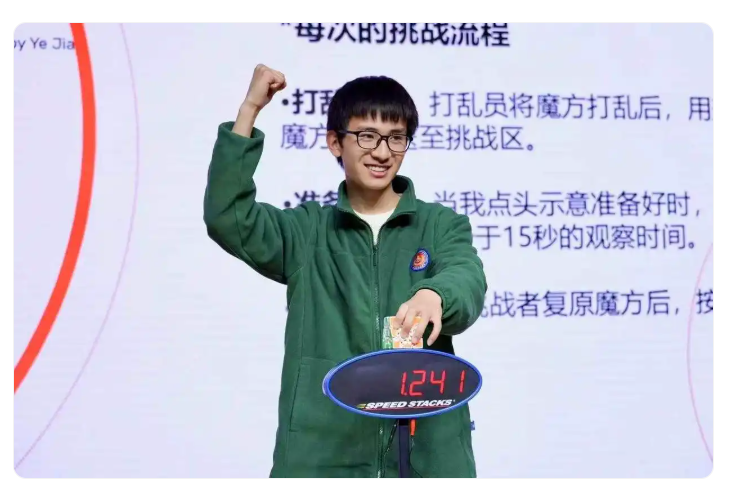 by Ye Jia
*每次的挑战流程
•打乱
打乱员将魔方打乱后，用
魔方
至挑战区。
•准备
当我点头示意准备好时，
于15秒的观察时间。
挑战者复原魔方后，按
1.241
SPEED STACKS